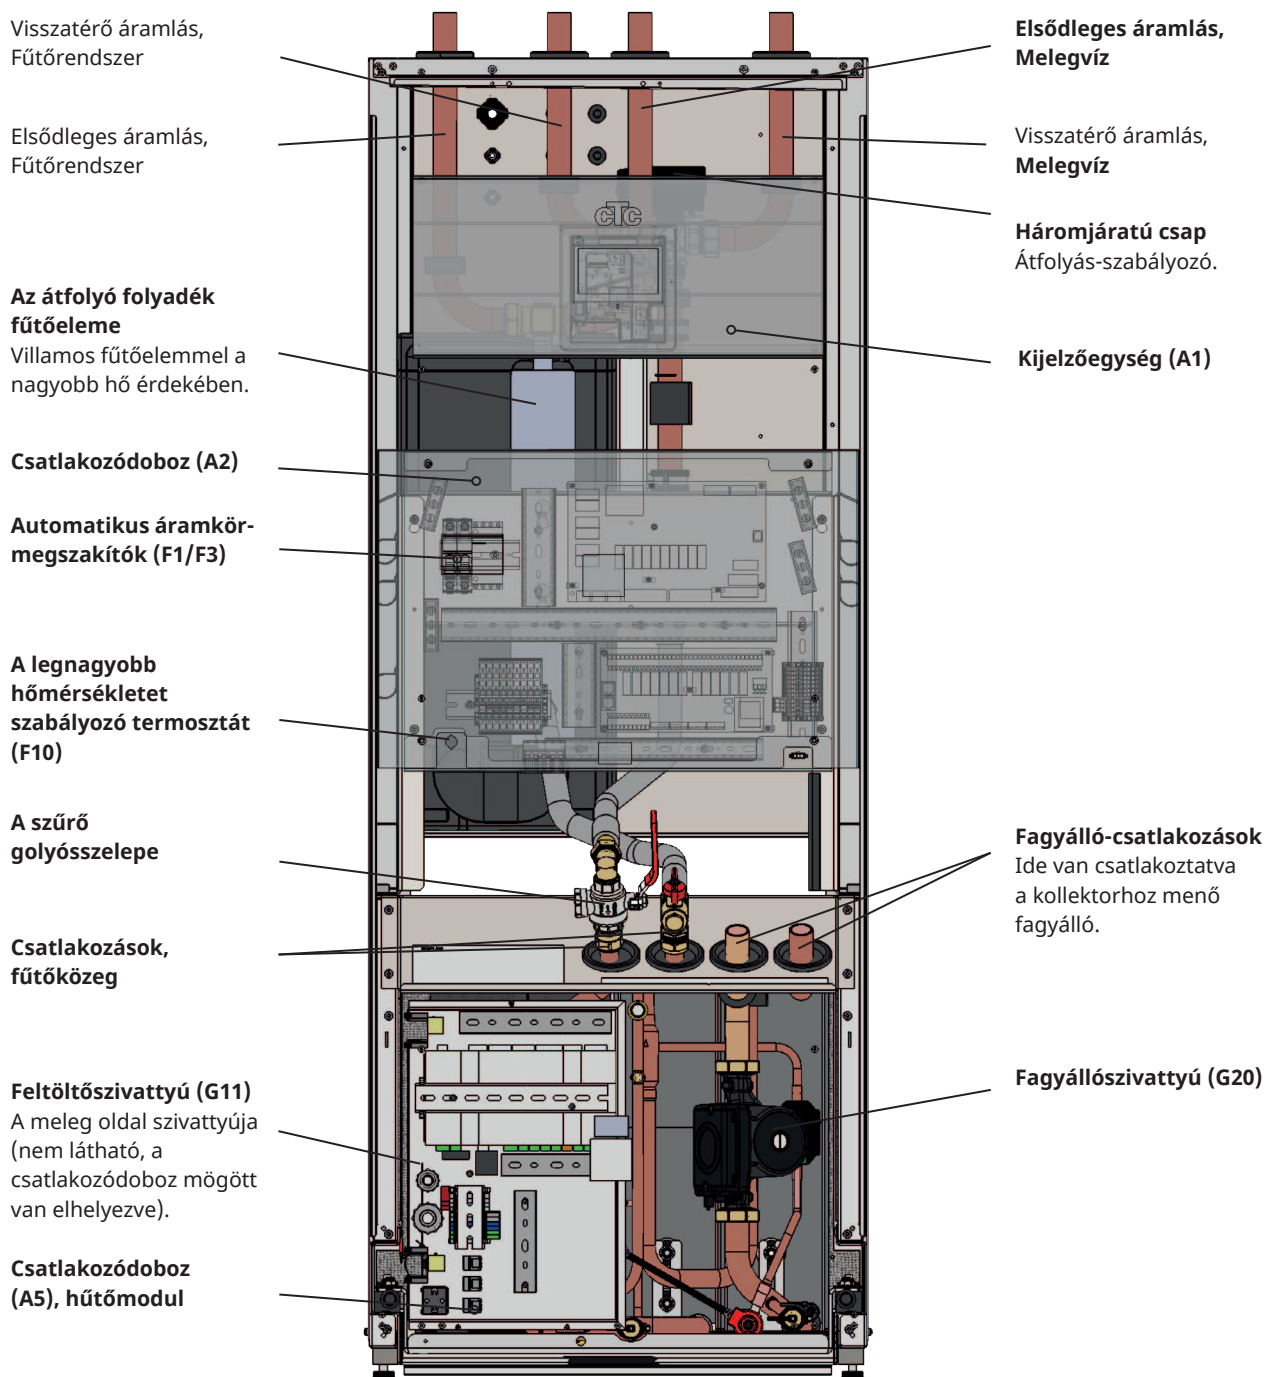 Visszatérő áramlás,
Fűtőrendszer
Elsődleges áramlás,
Fűtőrendszer
Az átfolyó folyadék
fűtőeleme
Villamos fűtőelemmel a
nagyobb hő érdekében.
Csatlakozódoboz (A2)
Automatikus áramkör-
megszakítók (F1/F3)
A legnagyobb
hőmérsékletet
szabályozó termosztát
(F10)
A szűrő
golyósszelepe
Csatlakozások,
fűtőközeg
Feltöltőszivattyú (G11)
A meleg oldal szivattyúja
(nem látható, a
csatlakozódoboz mögött
van elhelyezve).
Csatlakozódoboz
(A5), hűtőmodul
CTC
Elsődleges áramlás,
Melegvíz
Visszatérő áramlás,
Melegvíz
Háromjáratú csap
Átfolyás-szabályozó.
Kijelzőegység (A1)
Fagyálló-csatlakozások
Ide van csatlakoztatva
a kollektorhoz menő
fagyálló.
Fagyállószivattyú (G20)